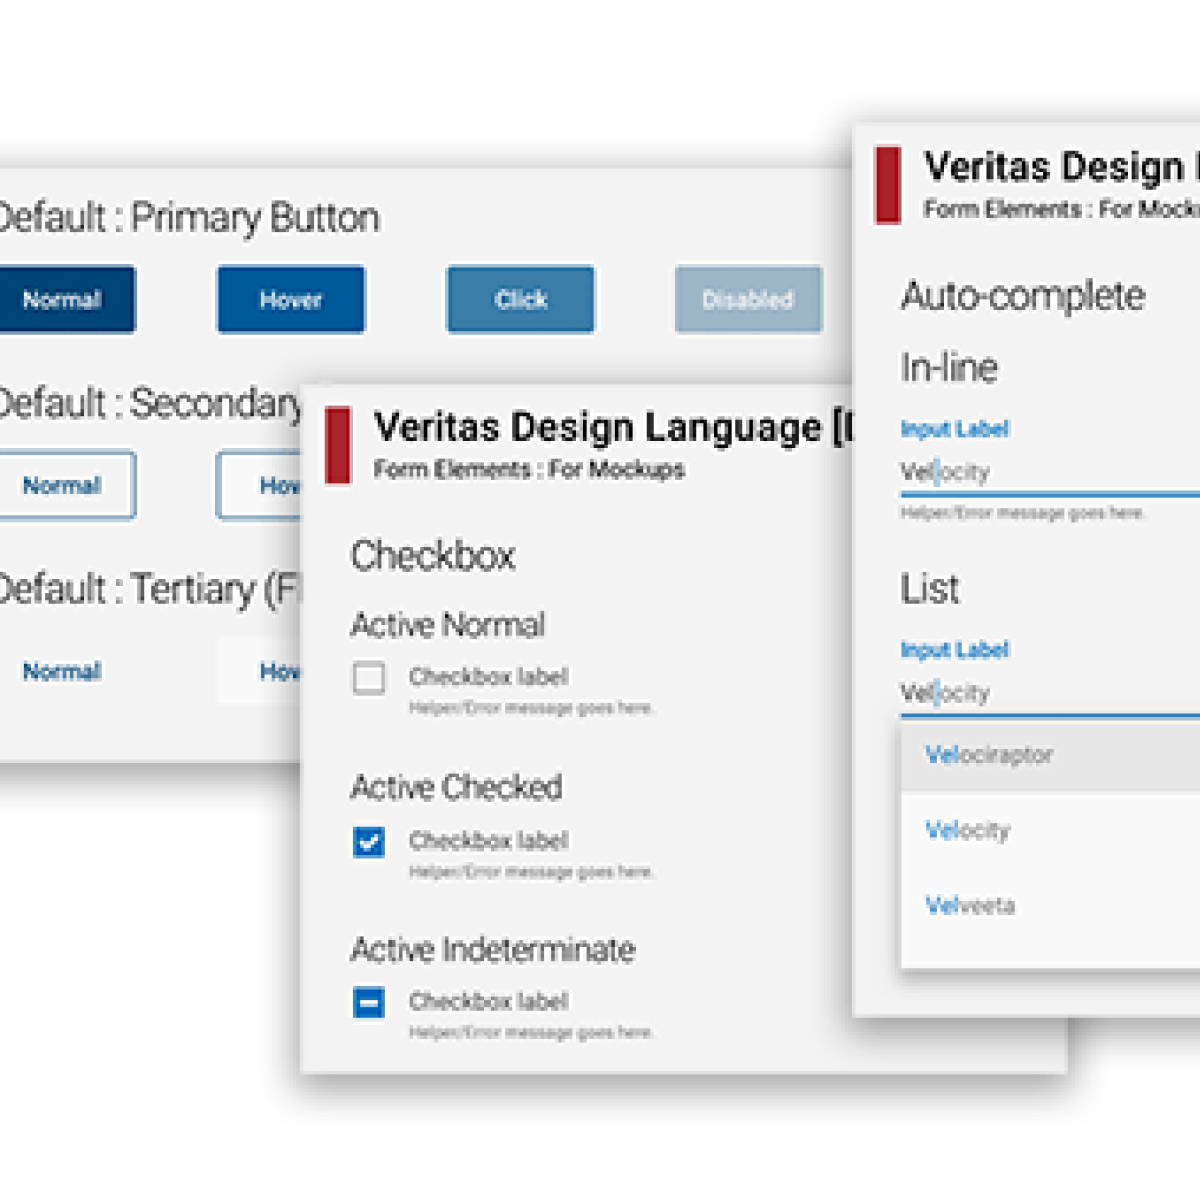 Default : Primary Button
Normal Hover Click Disabled
Default : Secondary
Normal Hov
Default : Tertiary (Fl
Normal Hov
Veritas Design Language [D
Form Elements : For Mockups
Checkbox
Active Normal
Checkbox label
Helper/Error message goes here.
Active Checked
Checkbox label
Helper/Error message goes here.
Active Indeterminate
Checkbox label
Helper/Error message goes here.
Veritas Design
Form Elements : For Mocku
Auto-complete
In-line
Input Label
Velocity
Helper/Error message goes here.
List
Input Label
Velocity
Velociraptor
Velocity
Velveeta